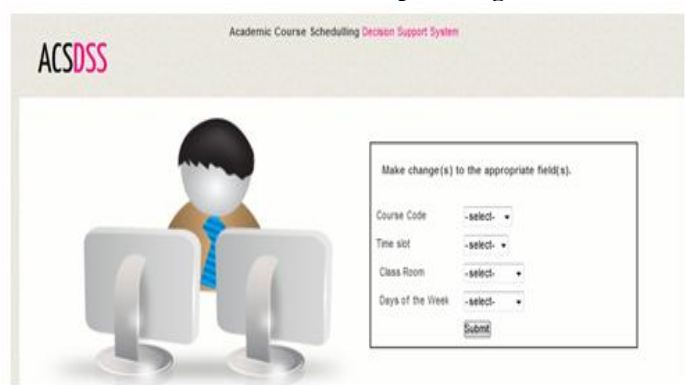 Academic Course Schedulling Decision Support System
ACSDSS
Make change(s) to the appropriate field(s).
Course Code -select-
Time slot -select-
Class Room -select-
Days of the Week -select-
Submit